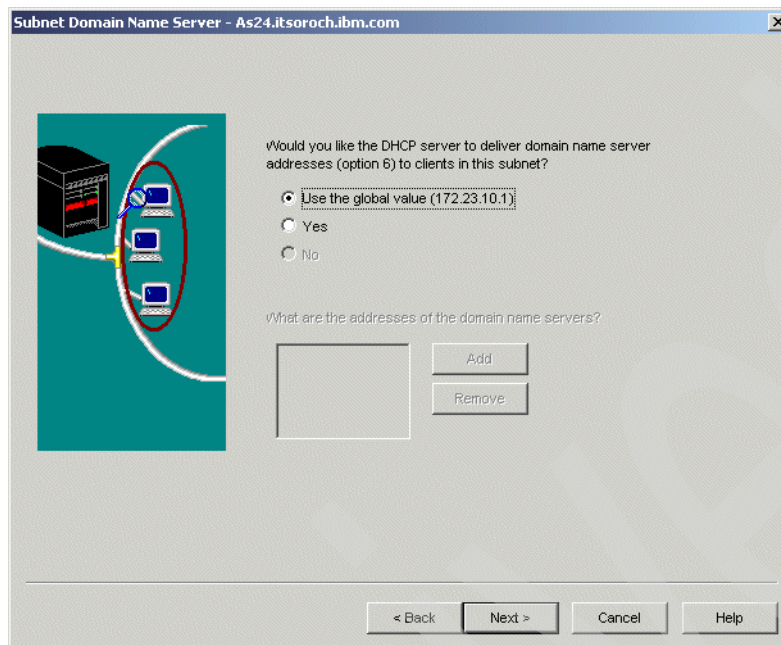 Subnet Domain Name Server - As24.itsoroch.ibm.com
Would you like the DHCP server to deliver domain name server
addresses (option 6) to clients in this subnet?
Use the global value (172.23.10.1)
Yes
No
What are the addresses of the domain name servers?
Add
Remove
< Back
Next >
Cancel
Help